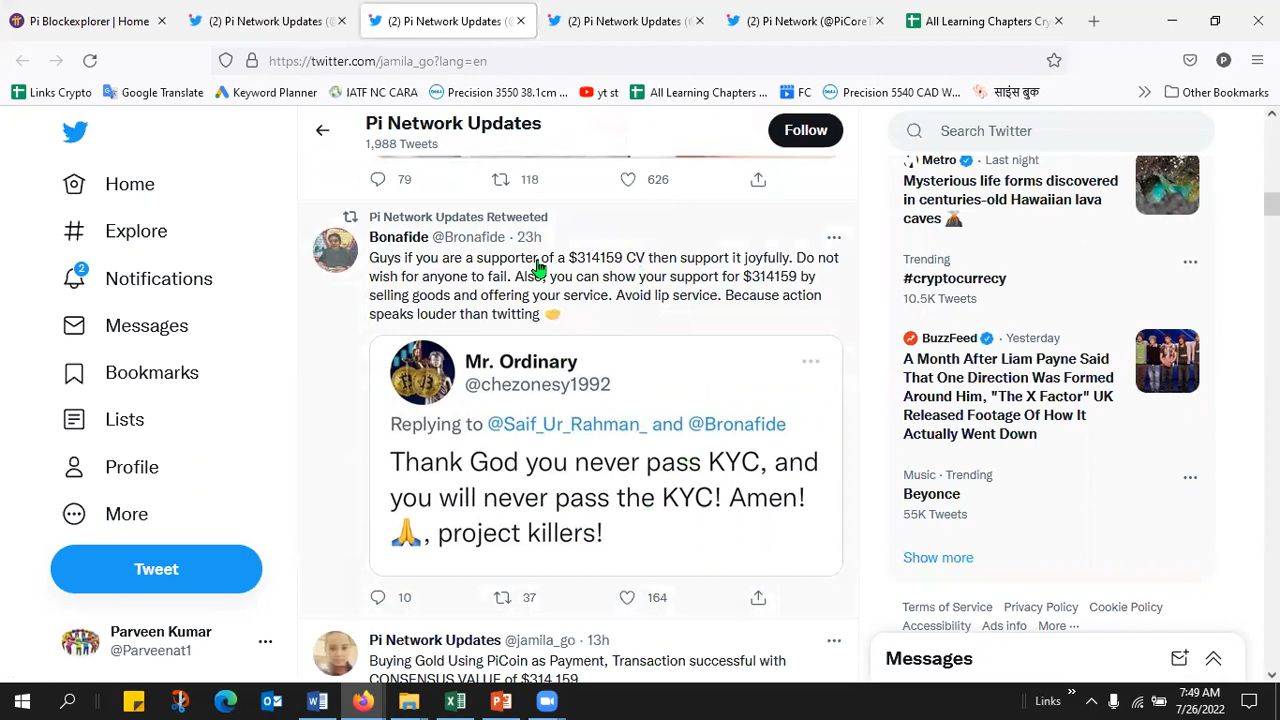 Pi Blockexplorer | Home
(2) Pi Network Updates (@
(2) Pi Network Updates (@
(2) Pi Network Updates (
(2) Pi Network (@PiCoreT
All Learning Chapters Cry
https://twitter.com/jamila_go?lang=en
P
Links Crypto
Google Translate
Keyword Planner
IATF NC CARA
Precision 3550 38.1cm ...
yt st
All Learning Chapters ...
FC
Precision 5540 CAD W...
साइंस बुक
Other Bookmarks
Home
Explore
2
Notifications
Messages
Bookmarks
Lists
Profile
More
Tweet
Parveen Kumar
@Parveenat1
Pi Network Updates
1,988 Tweets
Follow
79
118
626
Pi Network Updates Retweeted
Bonafide @Bronafide · 23h
Guys if you are a supporter of a $314159 CV then support it joyfully. Do not
wish for anyone to fail. Also, you can show your support for $314159 by
selling goods and offering your service. Avoid lip service. Because action
speaks louder than twitting 🤝
Mr. Ordinary
@chezonesy1992
Replying to @Saif_Ur_Rahman_ and @Bronafide
Thank God you never pass KYC, and
you will never pass the KYC! Amen!
🙏, project killers!
10
37
164
Pi Network Updates @jamila_go · 13h
Buying Gold Using PiCoin as Payment, Transaction successful with
CONSENSUS VALUE of $314,159
Search Twitter
Metro · Last night
Mysterious life forms discovered
in centuries-old Hawaiian lava
caves 🌋
Trending
#cryptocurrecy
10.5K Tweets
BuzzFeed · Yesterday
A Month After Liam Payne Said
That One Direction Was Formed
Around Him, "The X Factor" UK
Released Footage Of How It
Actually Went Down
Music · Trending
Beyonce
55K Tweets
Show more
Terms of Service Privacy Policy Cookie Policy
Accessibility Ads info More ···
Messages
Links
7:49 AM
7/26/2022